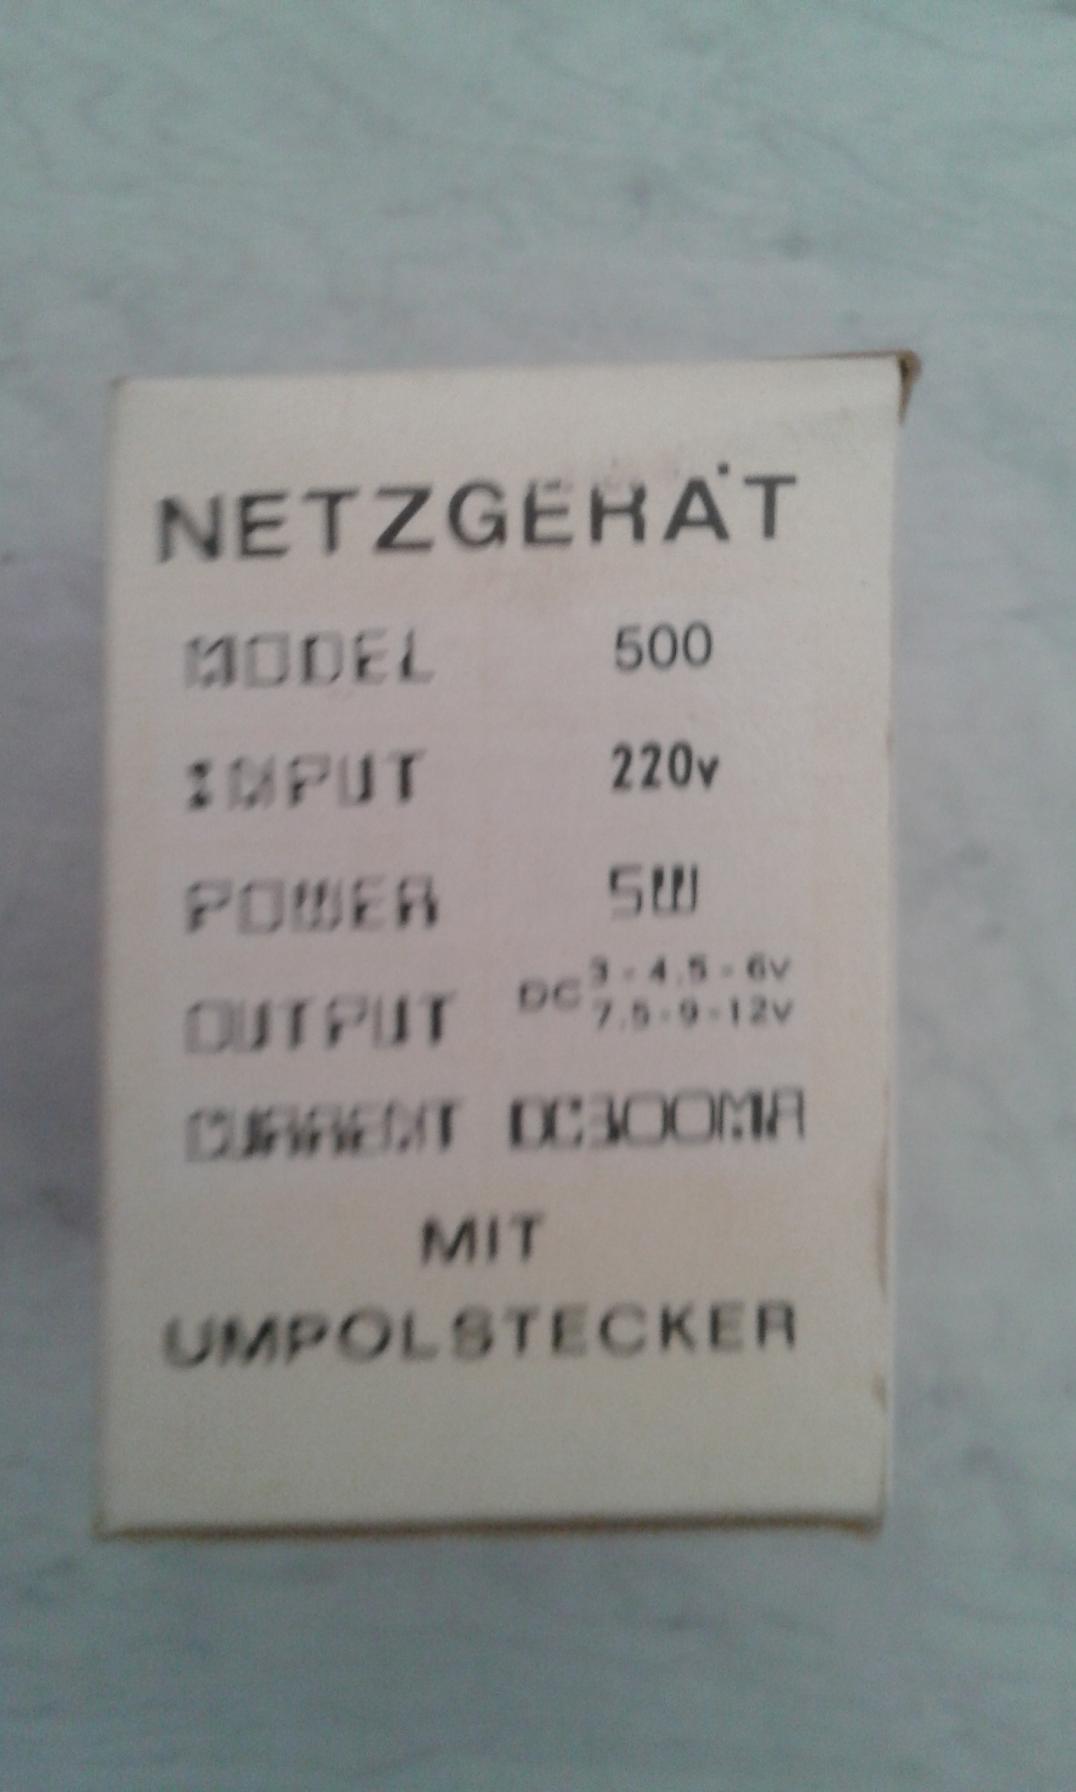 NETZGERÄT
MODEL 500
INPUT 220v
POWER 5W
OUTPUT DC 3-4,5-6V
7,5-9-12V
CURRENT DC300MA
MIT
UMPOLSTECKER